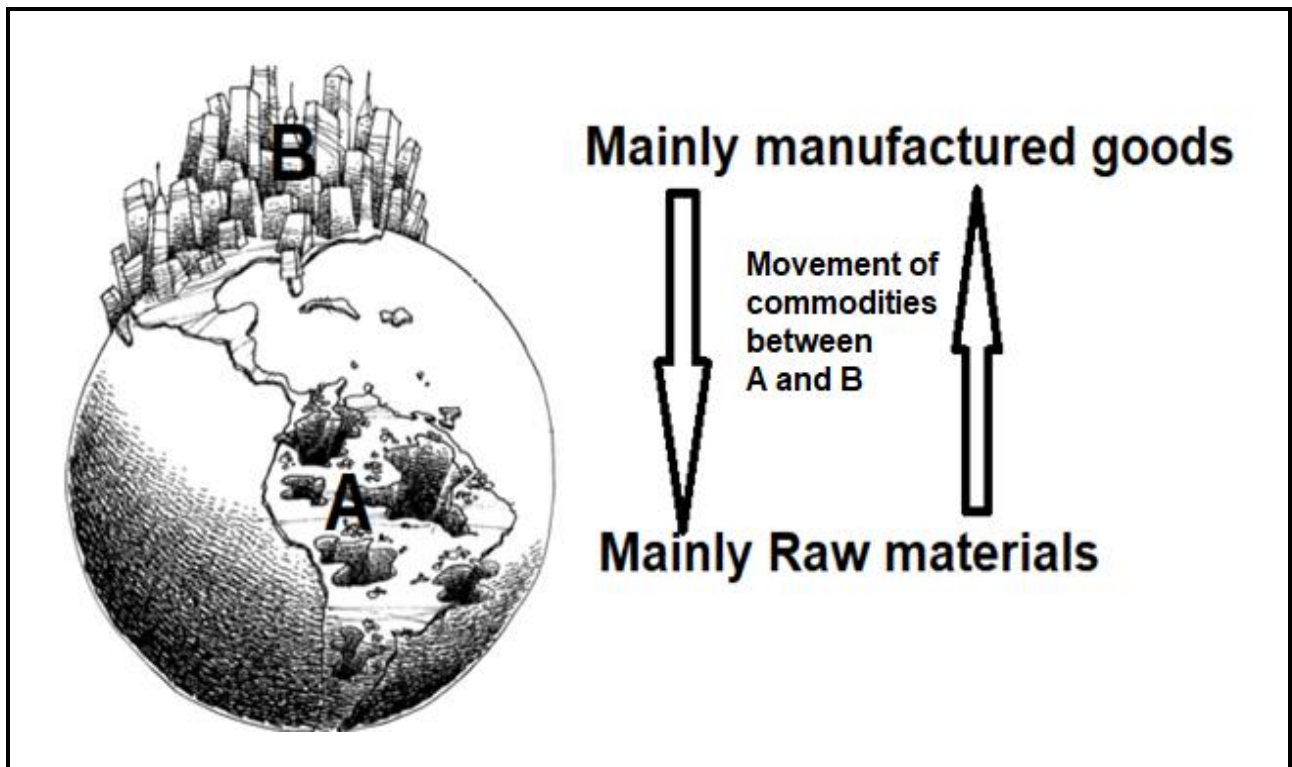 B
Mainly manufactured goods
Movement of
commodities
between
A and B
A
Mainly Raw materials